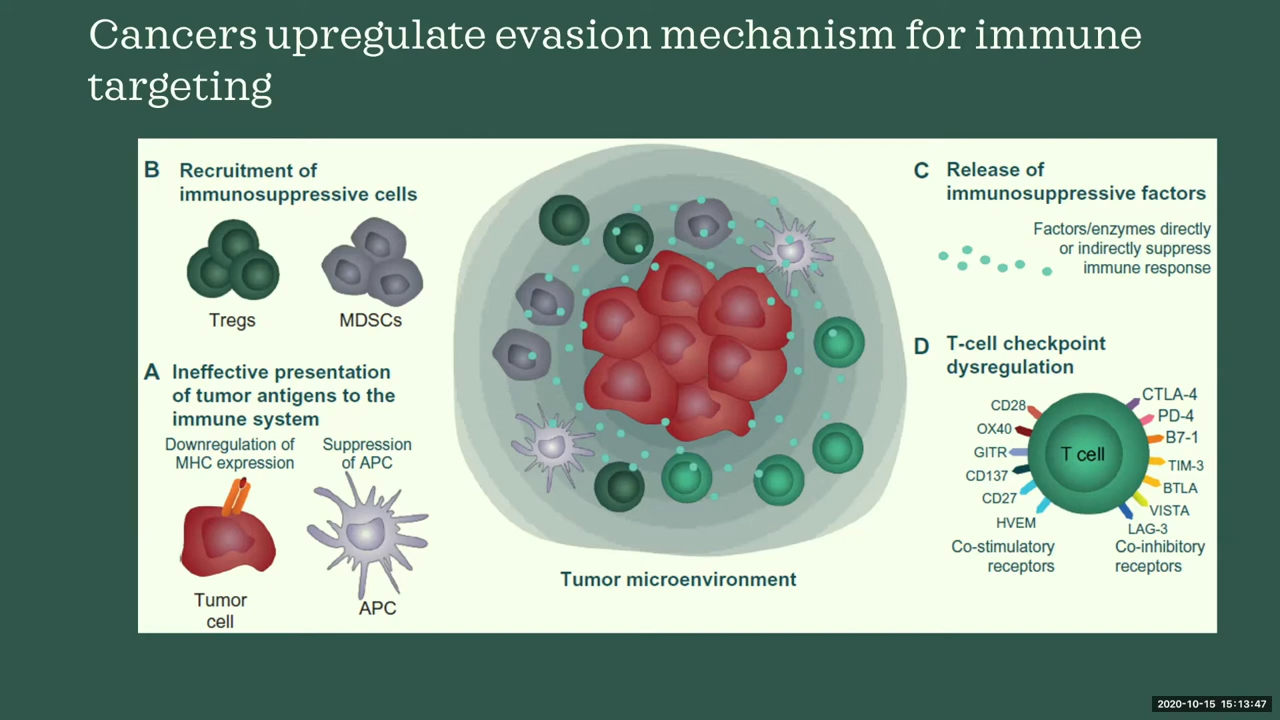 Cancers upregulate evasion mechanism for immune
targeting
B Recruitment of
immunosuppressive cells
Tregs
MDSCs
A Ineffective presentation
of tumor antigens to the
immune system
Downregulation of
MHC expression
Suppression
of APC
Tumor
cell
APC
Tumor microenvironment
C Release of
immunosuppressive factors
Factors/enzymes directly
or indirectly suppress
immune response
D T-cell checkpoint
dysregulation
CD28
OX40
GITR
CD137
CD27
HVEM
T cell
CTLA-4
PD-4
B7-1
TIM-3
BTLA
VISTA
LAG-3
Co-stimulatory
receptors
Co-inhibitory
receptors
2020-10-15 15:13:47